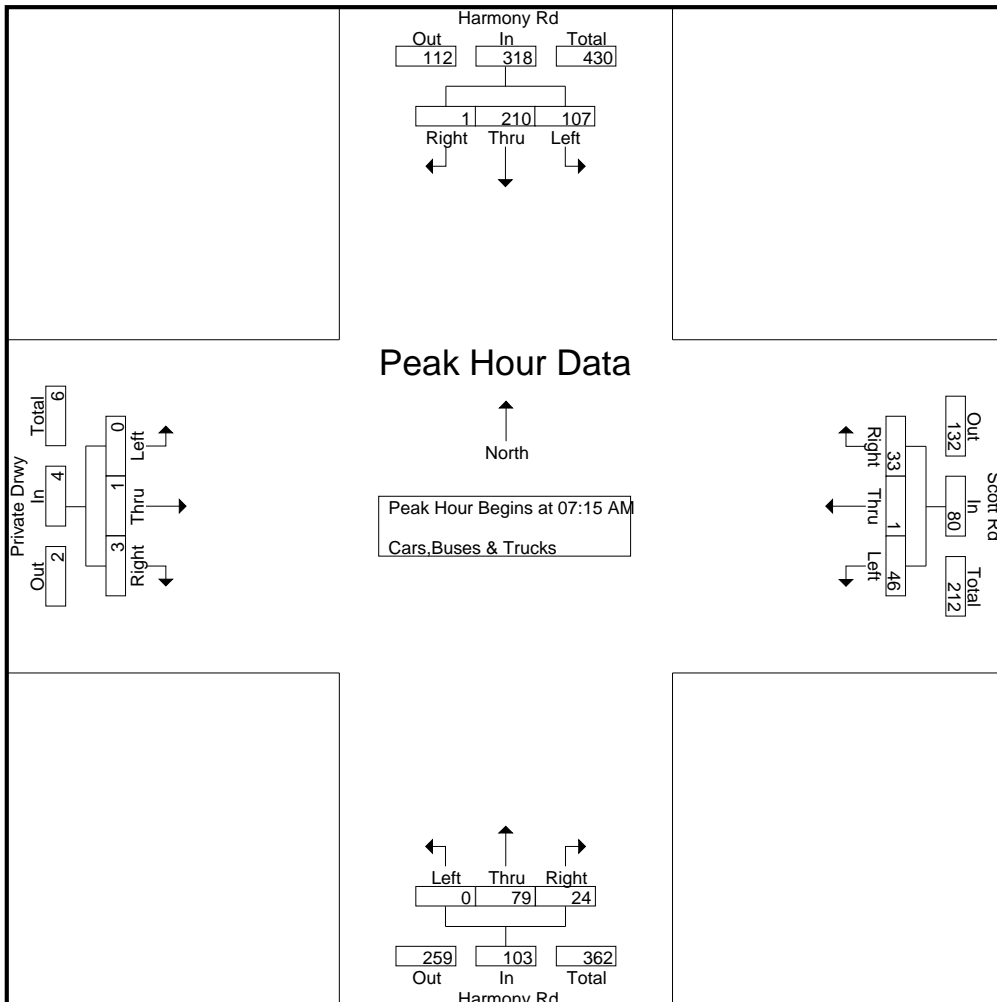 Harmony Rd
Out In Total
112 318 430
1 210 107
Right Thru Left
Peak Hour Data
North
Peak Hour Begins at 07:15 AM
Cars,Buses & Trucks
Private Drwy
Out In Total
2 4 6
Left Thru Right
0 1 3
Scott Rd
Out In Total
132 80 212
33 1 46
Right Thru Left
Left Thru Right
0 79 24
259 103 362
Out In Total
Harmony Rd